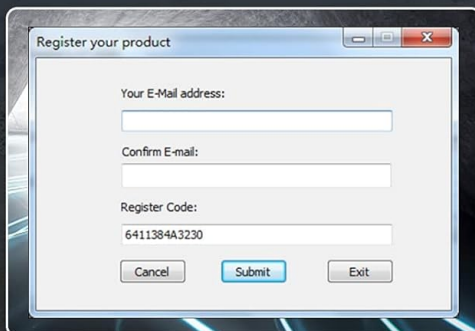 Register your product
Your E-Mail address:
Confirm E-mail:
Register Code:
6411384A3230
Cancel Submit Exit